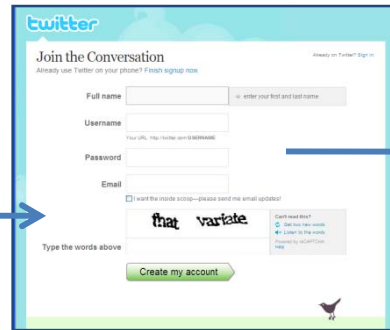 twitter
Join the Conversation
Already on Twitter? Sign in
Already use Twitter on your phone? Finish signup now
Full name
enter your first and last name
Username
Your URL: http://twitter.com/USERNAME
Password
Email
I want the inside scoop—please send me email updates!
that variate
Can't read this?
Get two new words
Listen to the words
Powered by reCAPTCHA.
Help
Type the words above
Create my account